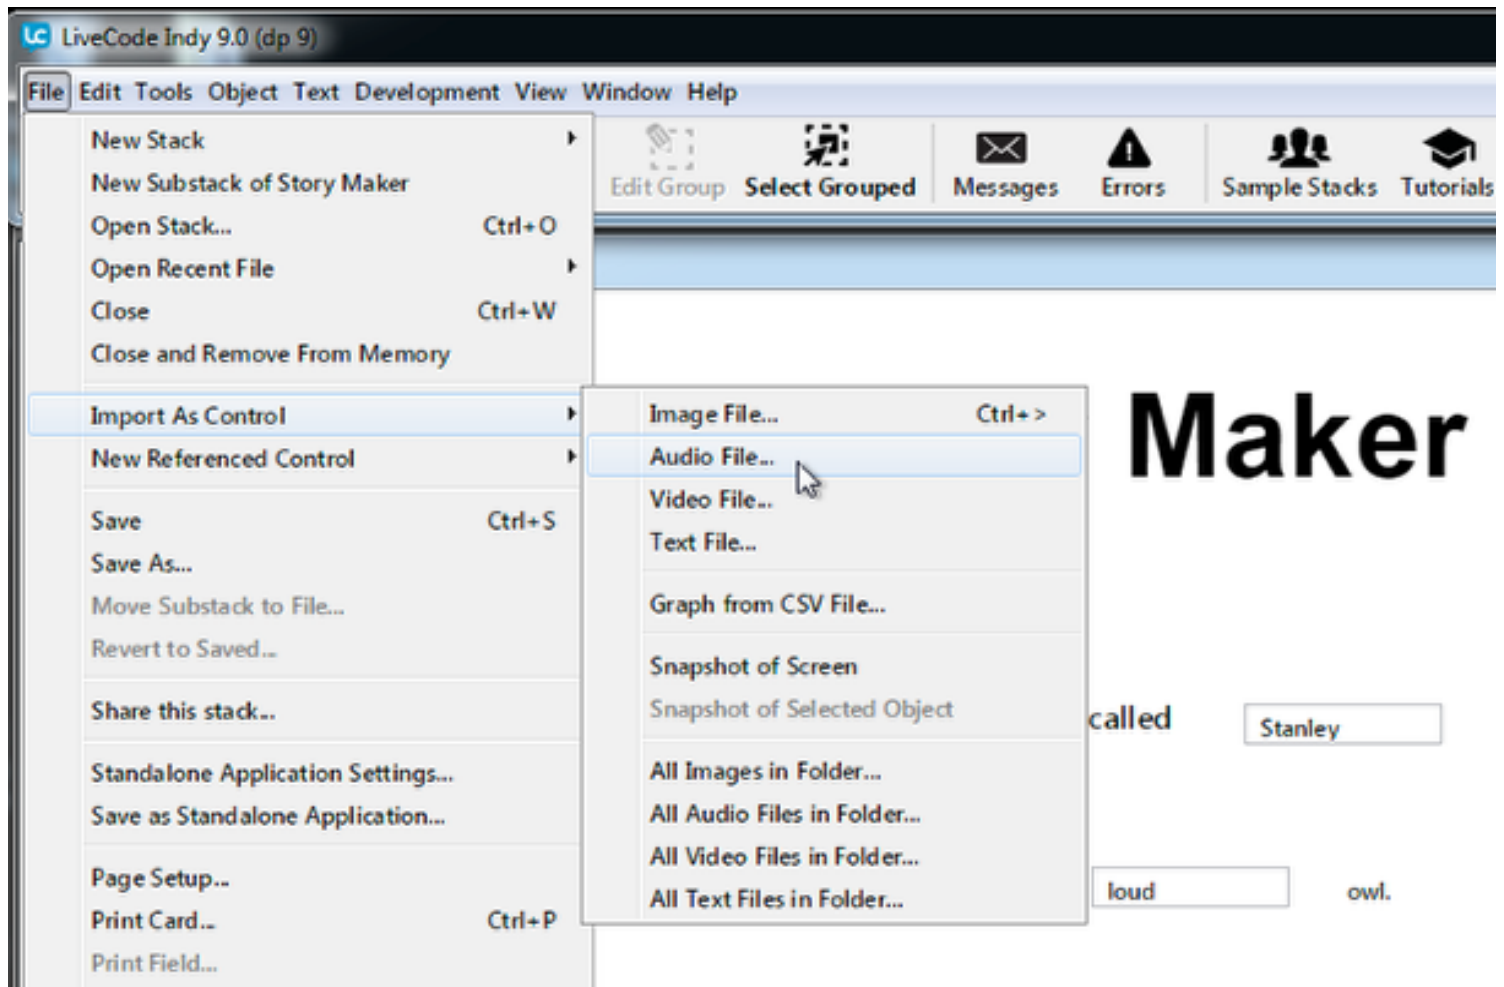 LiveCode Indy 9.0 (dp 9)
File Edit Tools Object Text Development View Window Help
Edit Group Select Grouped Messages Errors Sample Stacks Tutorials
New Stack
New Substack of Story Maker
Open Stack... Ctrl+O
Open Recent File
Close Ctrl+W
Close and Remove From Memory
Import As Control
New Referenced Control
Save Ctrl+S
Save As...
Move Substack to File...
Revert to Saved...
Share this stack...
Standalone Application Settings...
Save as Standalone Application...
Page Setup...
Print Card... Ctrl+P
Print Field...
Image File... Ctrl+>
Audio File...
Video File...
Text File...
Graph from CSV File...
Snapshot of Screen
Snapshot of Selected Object
All Images in Folder...
All Audio Files in Folder...
All Video Files in Folder...
All Text Files in Folder...
Maker
called Stanley
loud owl.